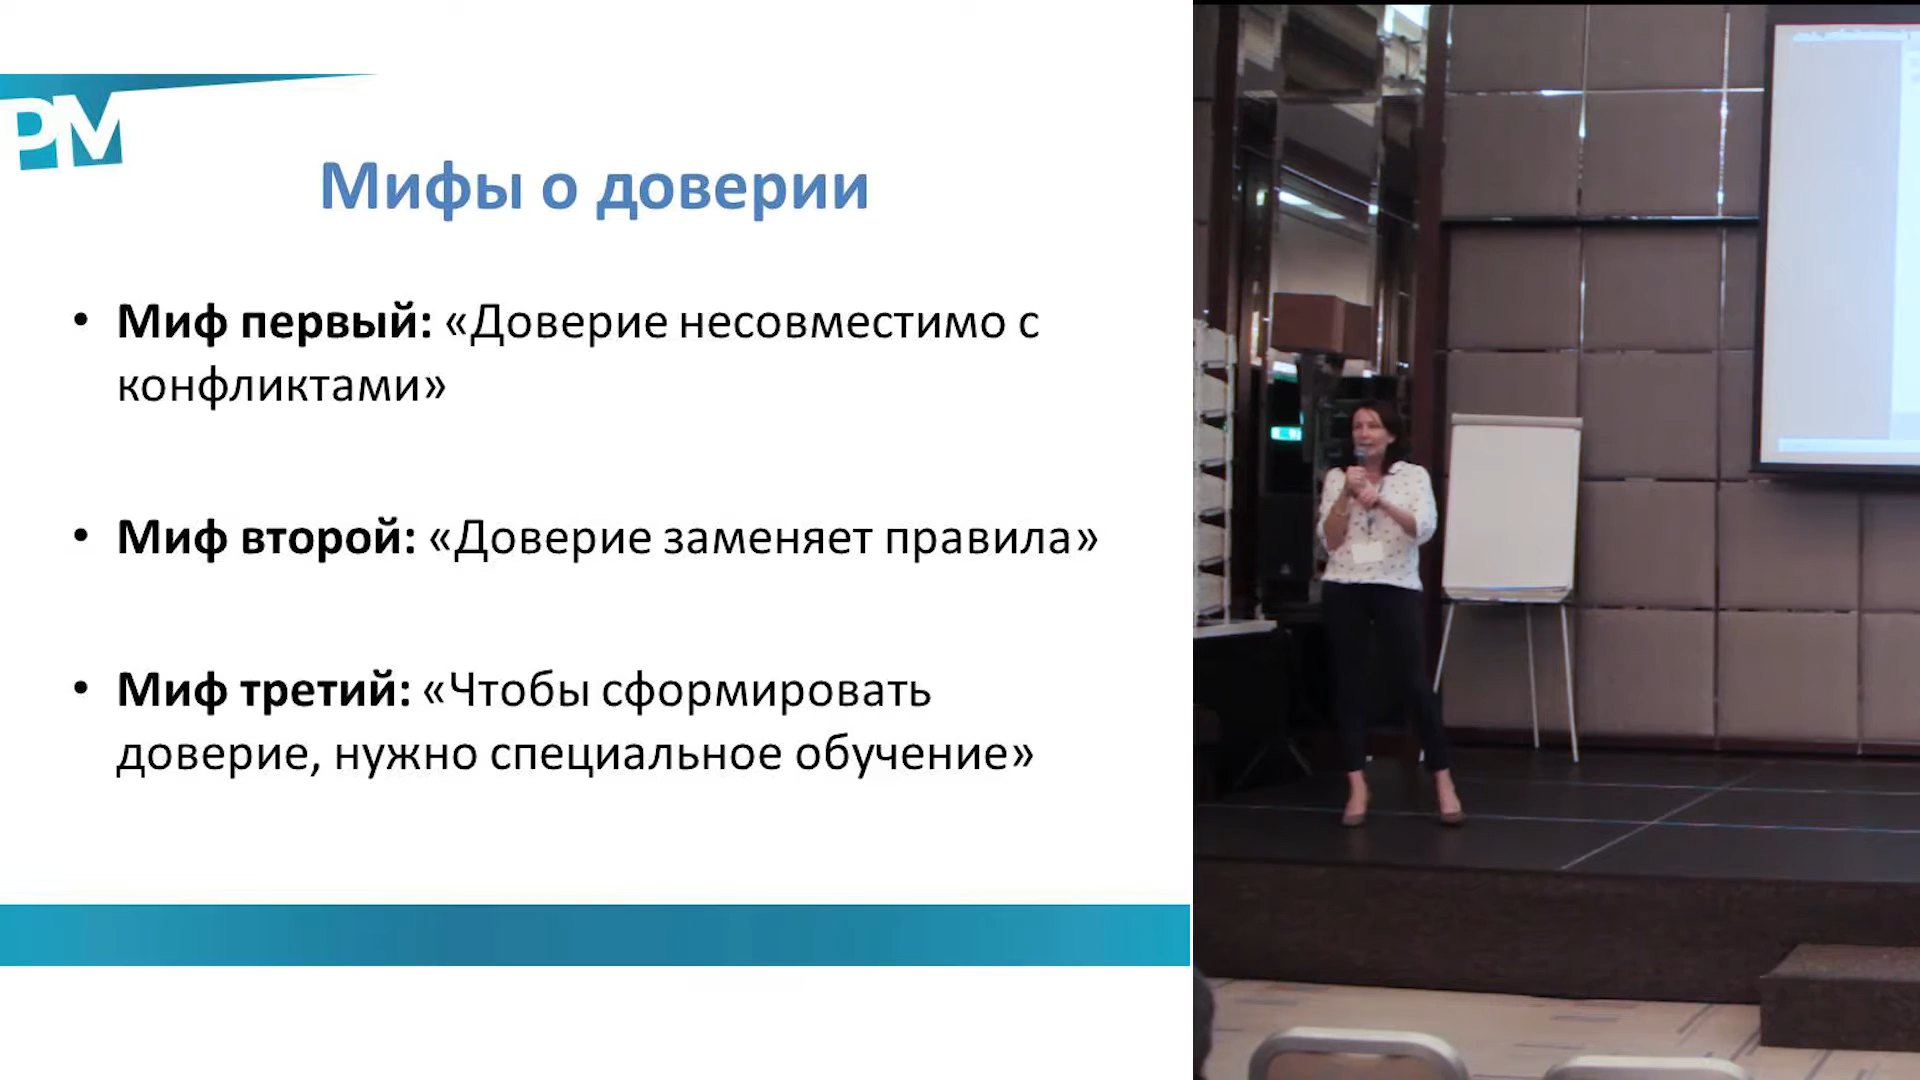 PM
Мифы о доверии
• Миф первый: «Доверие несовместимо с
конфликтами»
• Миф второй: «Доверие заменяет правила»
• Миф третий: «Чтобы сформировать
доверие, нужно специальное обучение»